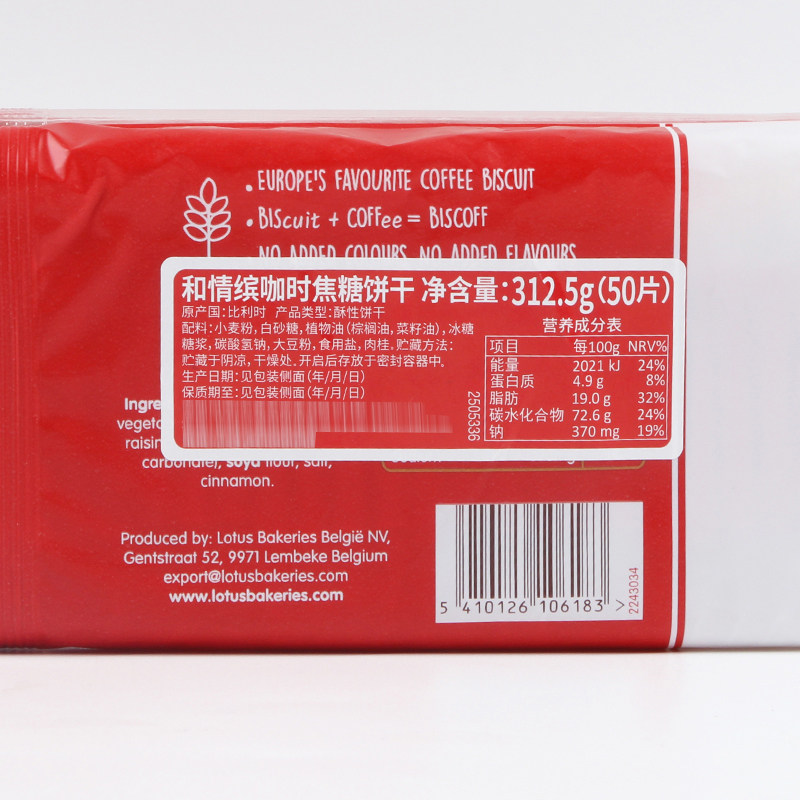 • EUROPE'S FAVOURITE COFFEE BISCUIT
• BIScuit + COFFee = BISCOFF
NO ADDED COLOURS, NO ADDED FLAVOURS
和情缤咖时焦糖饼干 净含量:312.5g(50片)
原产国:比利时 产品类型:酥性饼干
配料:小麦粉,白砂糖,植物油(棕榈油,菜籽油),冰糖
糖浆,碳酸氢钠,大豆粉,食用盐,肉桂.贮藏方法:
贮藏于阴凉,干燥处.开启后存放于密封容器中.
生产日期:见包装侧面(年/月/日)
保质期至:见包装侧面(年/月/日)
2505336
营养成分表
项目 每100g NRV%
能量 2021 kJ 24%
蛋白质 4.9 g 8%
脂肪 19.0 g 32%
碳水化合物 72.6 g 24%
钠 370 mg 19%
carbonate), soya flour, salt,
cinnamon.
Produced by: Lotus Bakeries België NV,
Gentstraat 52, 9971 Lembeke Belgium
export@lotusbakeries.com
www.lotusbakeries.com
5 410126 106183 >
2243034